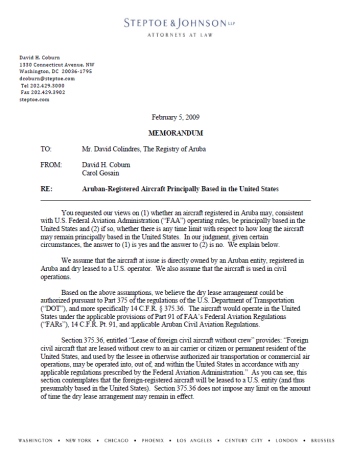 STEPTOE & JOHNSON LLP
ATTORNEYS AT LAW
David H. Coburn
1330 Connecticut Avenue, NW
Washington, DC 20036-1795
dcoburn@steptoe.com
Tel 202.429.8000
Fax 202.429.3902
steptoe.com
February 5, 2009
MEMORANDUM
TO: Mr. David Colindres, The Registry of Aruba
FROM: David H. Coburn
Carol Gosain
RE: Aruban-Registered Aircraft Principally Based in the United States
You requested our views on (1) whether an aircraft registered in Aruba may, consistent
with U.S. Federal Aviation Administration ("FAA") operating rules, be principally based in the
United States and (2) if so, whether there is any time limit with respect to how long the aircraft
may remain principally based in the United States. In our judgment, given certain
circumstances, the answer to (1) is yes and the answer to (2) is no. We explain below.
We assume that the aircraft at issue is directly owned by an Aruban entity, registered in
Aruba and dry leased to a U.S. operator. We also assume that the aircraft is used in civil
operations.
Based on the above assumptions, we believe the dry lease arrangement could be
authorized pursuant to Part 375 of the regulations of the U.S. Department of Transportation
("DOT"), and more specifically 14 C.F.R. § 375.36. The aircraft would operate in the United
States under the applicable provisions of Part 91 of FAA's Federal Aviation Regulations
("FARs"), 14 C.F.R. Pt. 91, and applicable Aruban Civil Aviation Regulations.
Section 375.36, entitled "Lease of foreign civil aircraft without crew" provides: "Foreign
civil aircraft that are leased without crew to an air carrier or citizen or permanent resident of the
United States, and used by the lessee in otherwise authorized air transportation or commercial air
operations, may be operated into, out of, and within the United States in accordance with any
applicable regulations prescribed by the Federal Aviation Administration." As you can see, this
section contemplates that the foreign-registered aircraft will be leased to a U.S. entity (and thus
presumably based in the United States). Section 375.36 does not impose any limit on the amount
of time the dry lease arrangement may remain in effect.
WASHINGTON • NEW YORK • CHICAGO • PHOENIX • LOS ANGELES • CENTURY CITY • LONDON • BRUSSELS